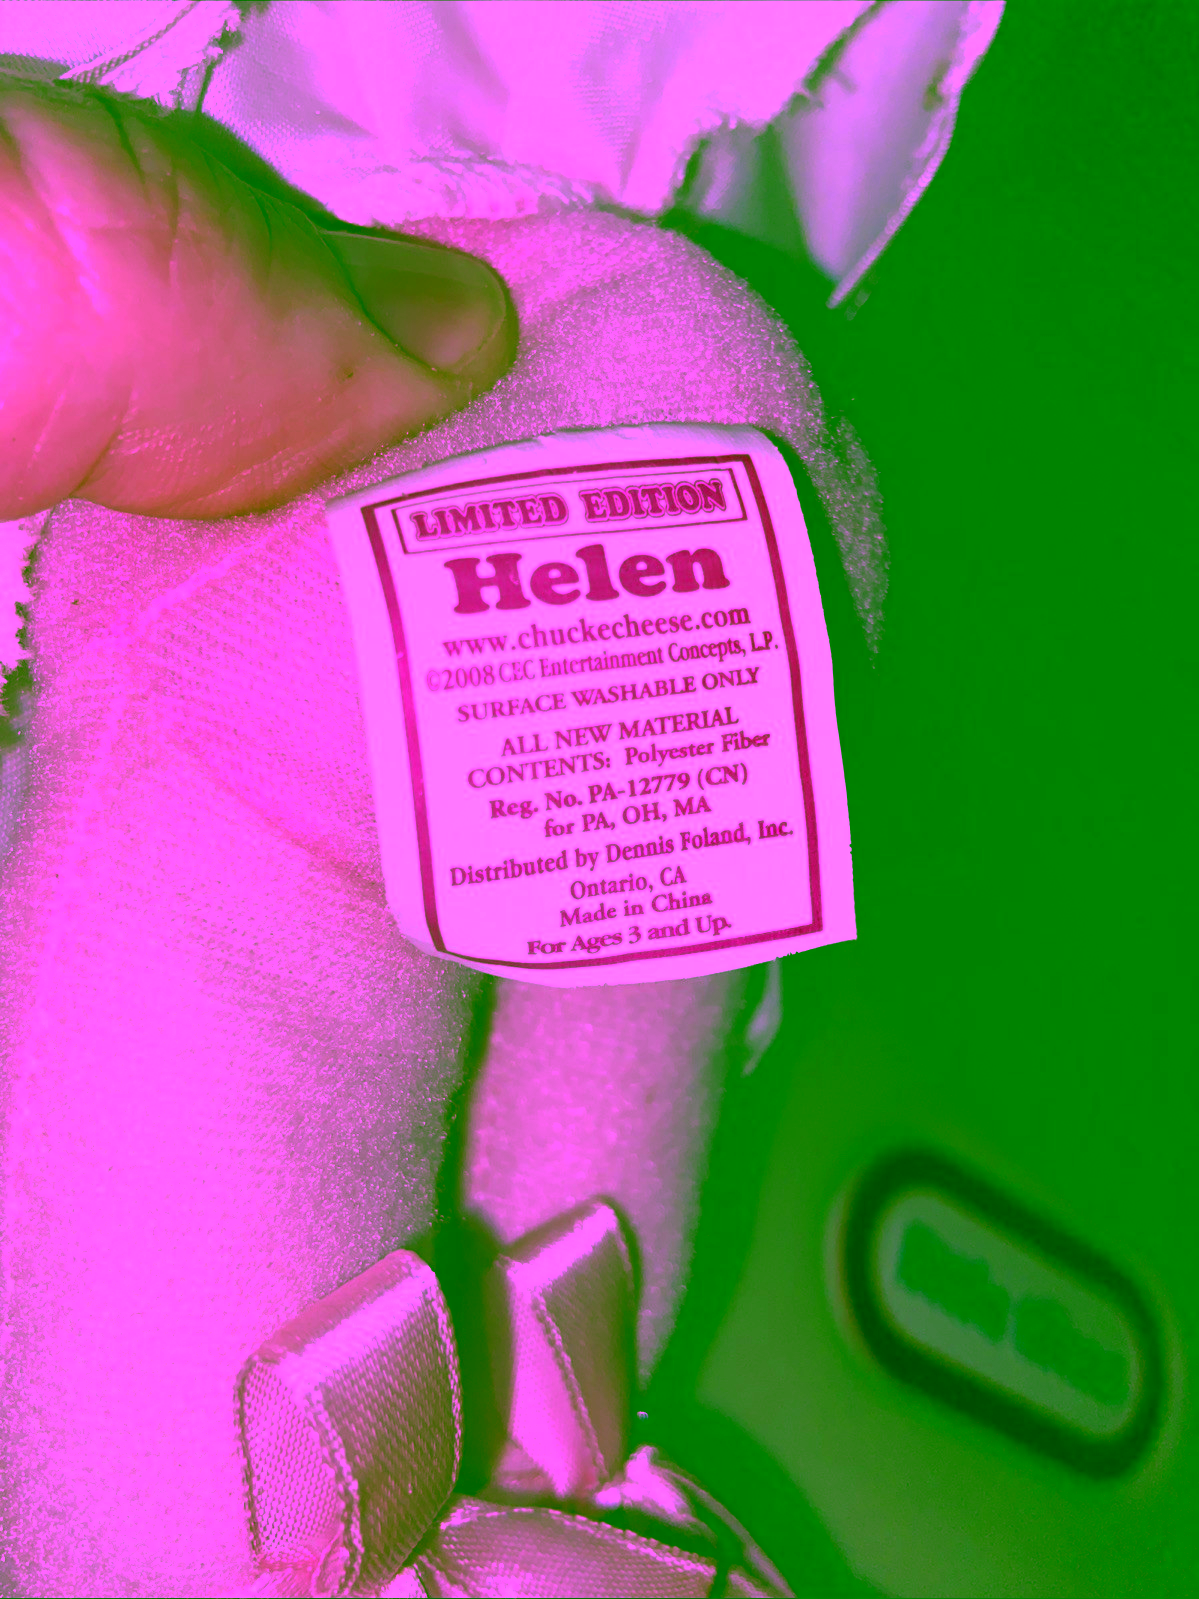 LIMITED EDITION
Helen
www.chuckecheese.com
©2008 CEC Entertainment Concepts, L.P.
SURFACE WASHABLE ONLY
ALL NEW MATERIAL
CONTENTS: Polyester Fiber
Reg. No. PA-12779 (CN)
for PA, OH, MA
Distributed by Dennis Foland, Inc.
Ontario, CA
Made in China
For Ages 3 and Up.